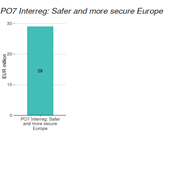 PO7 Interreg: Safer and more secure Europe
30
20
10
0
EUR million
29
PO7 Interreg: Safer
and more secure
Europe